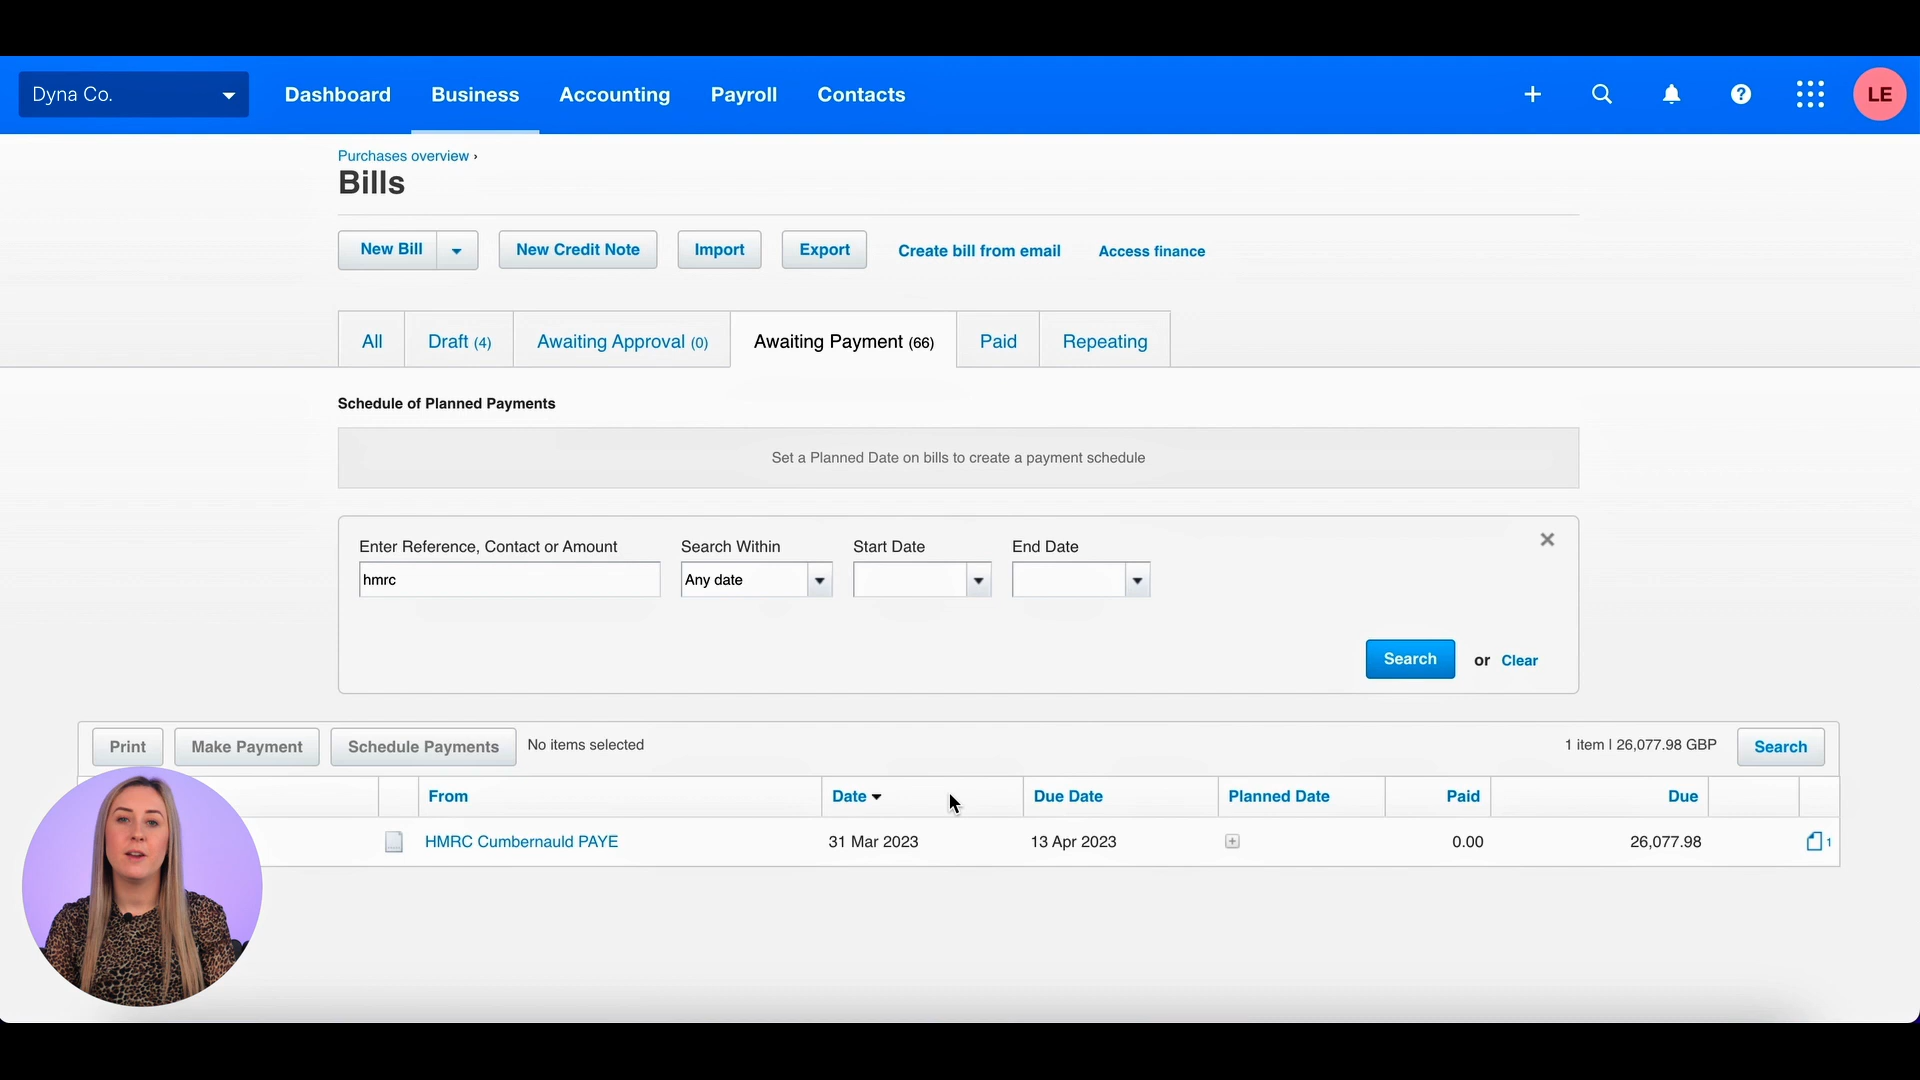 Dyna Co.
Dashboard
Business
Accounting
Payroll
Contacts
LE
Purchases overview ›
Bills
New Bill
New Credit Note
Import
Export
Create bill from email
Access finance
All
Draft (4)
Awaiting Approval (0)
Awaiting Payment (66)
Paid
Repeating
Schedule of Planned Payments
Set a Planned Date on bills to create a payment schedule
Enter Reference, Contact or Amount
Search Within
Start Date
End Date
hmrc
Any date
Search
or Clear
Print
Make Payment
Schedule Payments
No items selected
1 item | 26,077.98 GBP
Search
From
Date
Due Date
Planned Date
Paid
Due
HMRC Cumbernauld PAYE
31 Mar 2023
13 Apr 2023
0.00
26,077.98
1